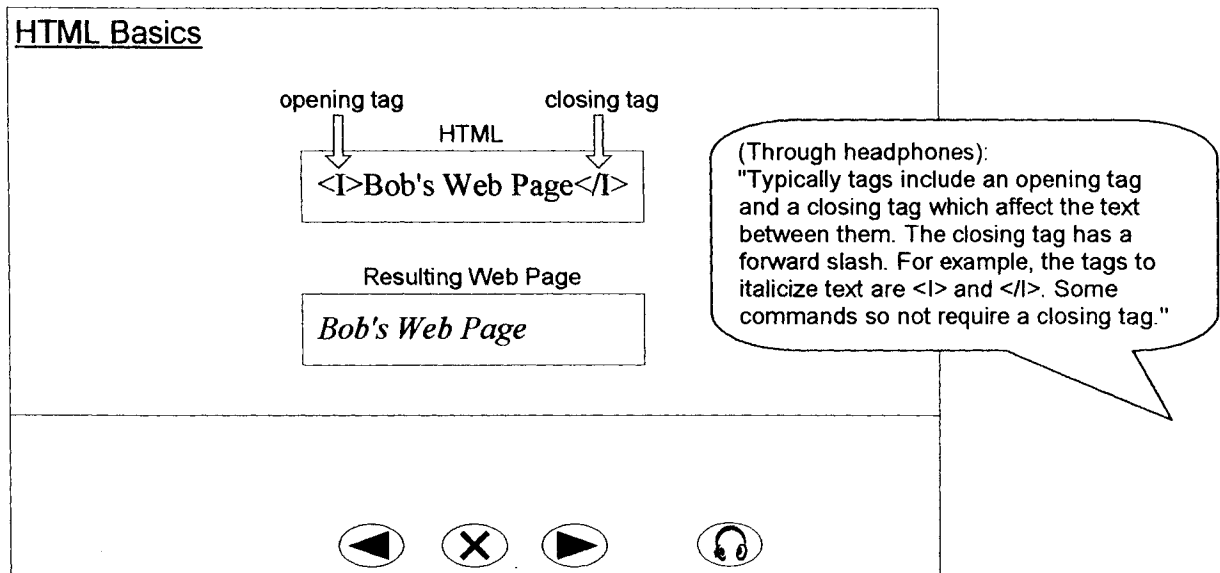 HTML Basics
opening tag
closing tag
HTML
<I>Bob's Web Page</I>
Resulting Web Page
Bob's Web Page
(Through headphones):
"Typically tags include an opening tag
and a closing tag which affect the text
between them. The closing tag has a
forward slash. For example, the tags to
italicize text are <I> and </I>. Some
commands so not require a closing tag."